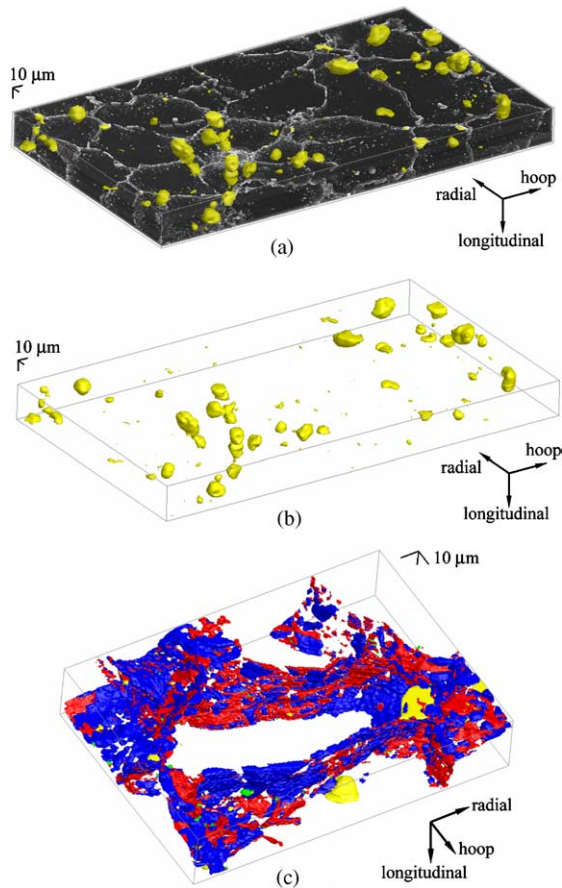 10 μm
radial
hoop
longitudinal
(a)
10 μm
radial
hoop
longitudinal
(b)
10 μm
radial
hoop
longitudinal
(c)